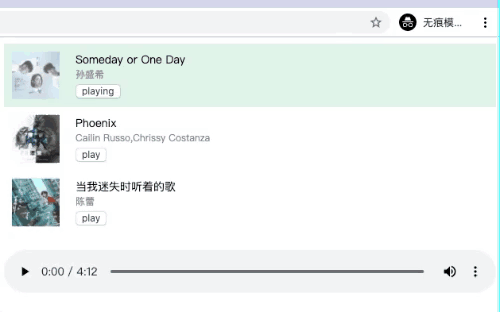 无痕模...
Someday or One Day
孙盛希
playing
Phoenix
Cailin Russo,Chrissy Costanza
play
当我迷失时听着的歌
陈蕾
play
0:00 / 4:12